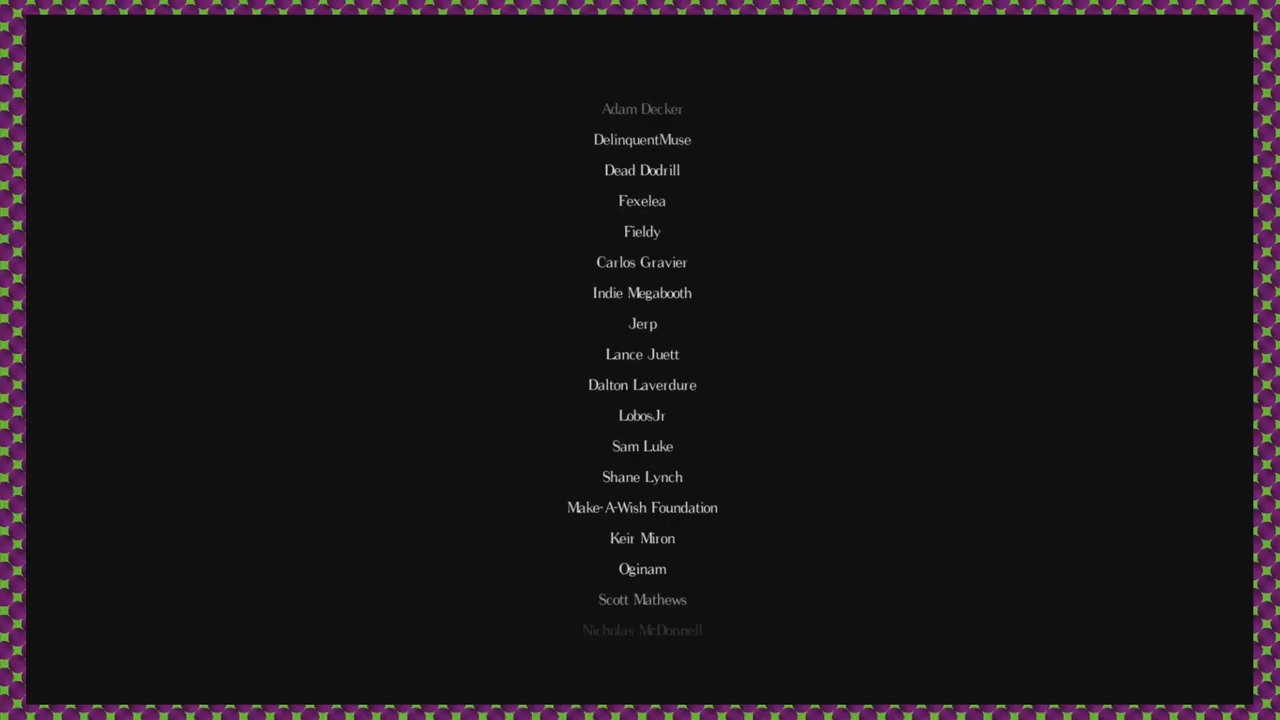 Adam Decker
DelinquentMuse
Dead Dodrill
Fexelea
Fieldy
Carlos Gravier
Indie Megabooth
Jerp
Lance Juett
Dalton Laverdure
LobosJr
Sam Luke
Shane Lynch
Make-A-Wish Foundation
Keir Miron
Oginam
Scott Mathews
Nicholas McDonnell